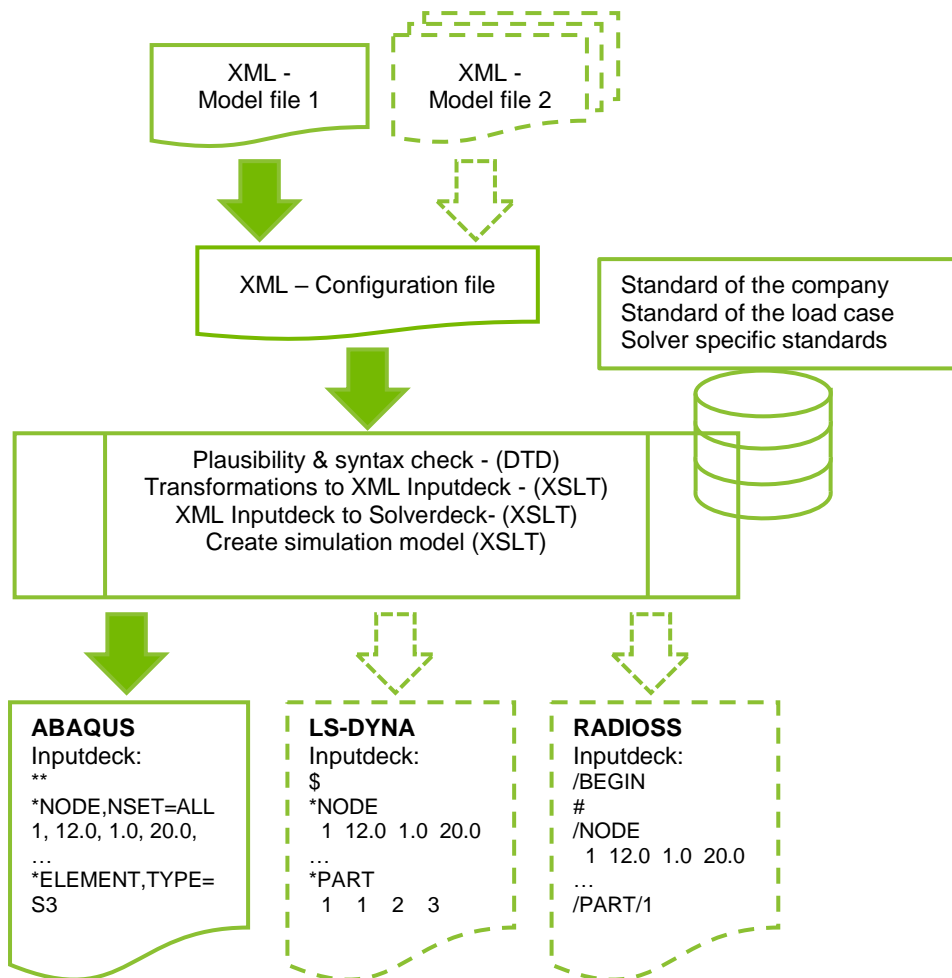 XML -
Model file 1
XML -
Model file 2
XML – Configuration file
Standard of the company
Standard of the load case
Solver specific standards
Plausibility & syntax check - (DTD)
Transformations to XML Inputdeck - (XSLT)
XML Inputdeck to Solverdeck- (XSLT)
Create simulation model (XSLT)
ABAQUS
Inputdeck:
**
*NODE,NSET=ALL
1, 12.0, 1.0, 20.0,
…
*ELEMENT,TYPE=
S3
LS-DYNA
Inputdeck:
$
*NODE
1 12.0 1.0 20.0
…
*PART
1 1 2 3
RADIOSS
Inputdeck:
/BEGIN
#
/NODE
1 12.0 1.0 20.0
…
/PART/1